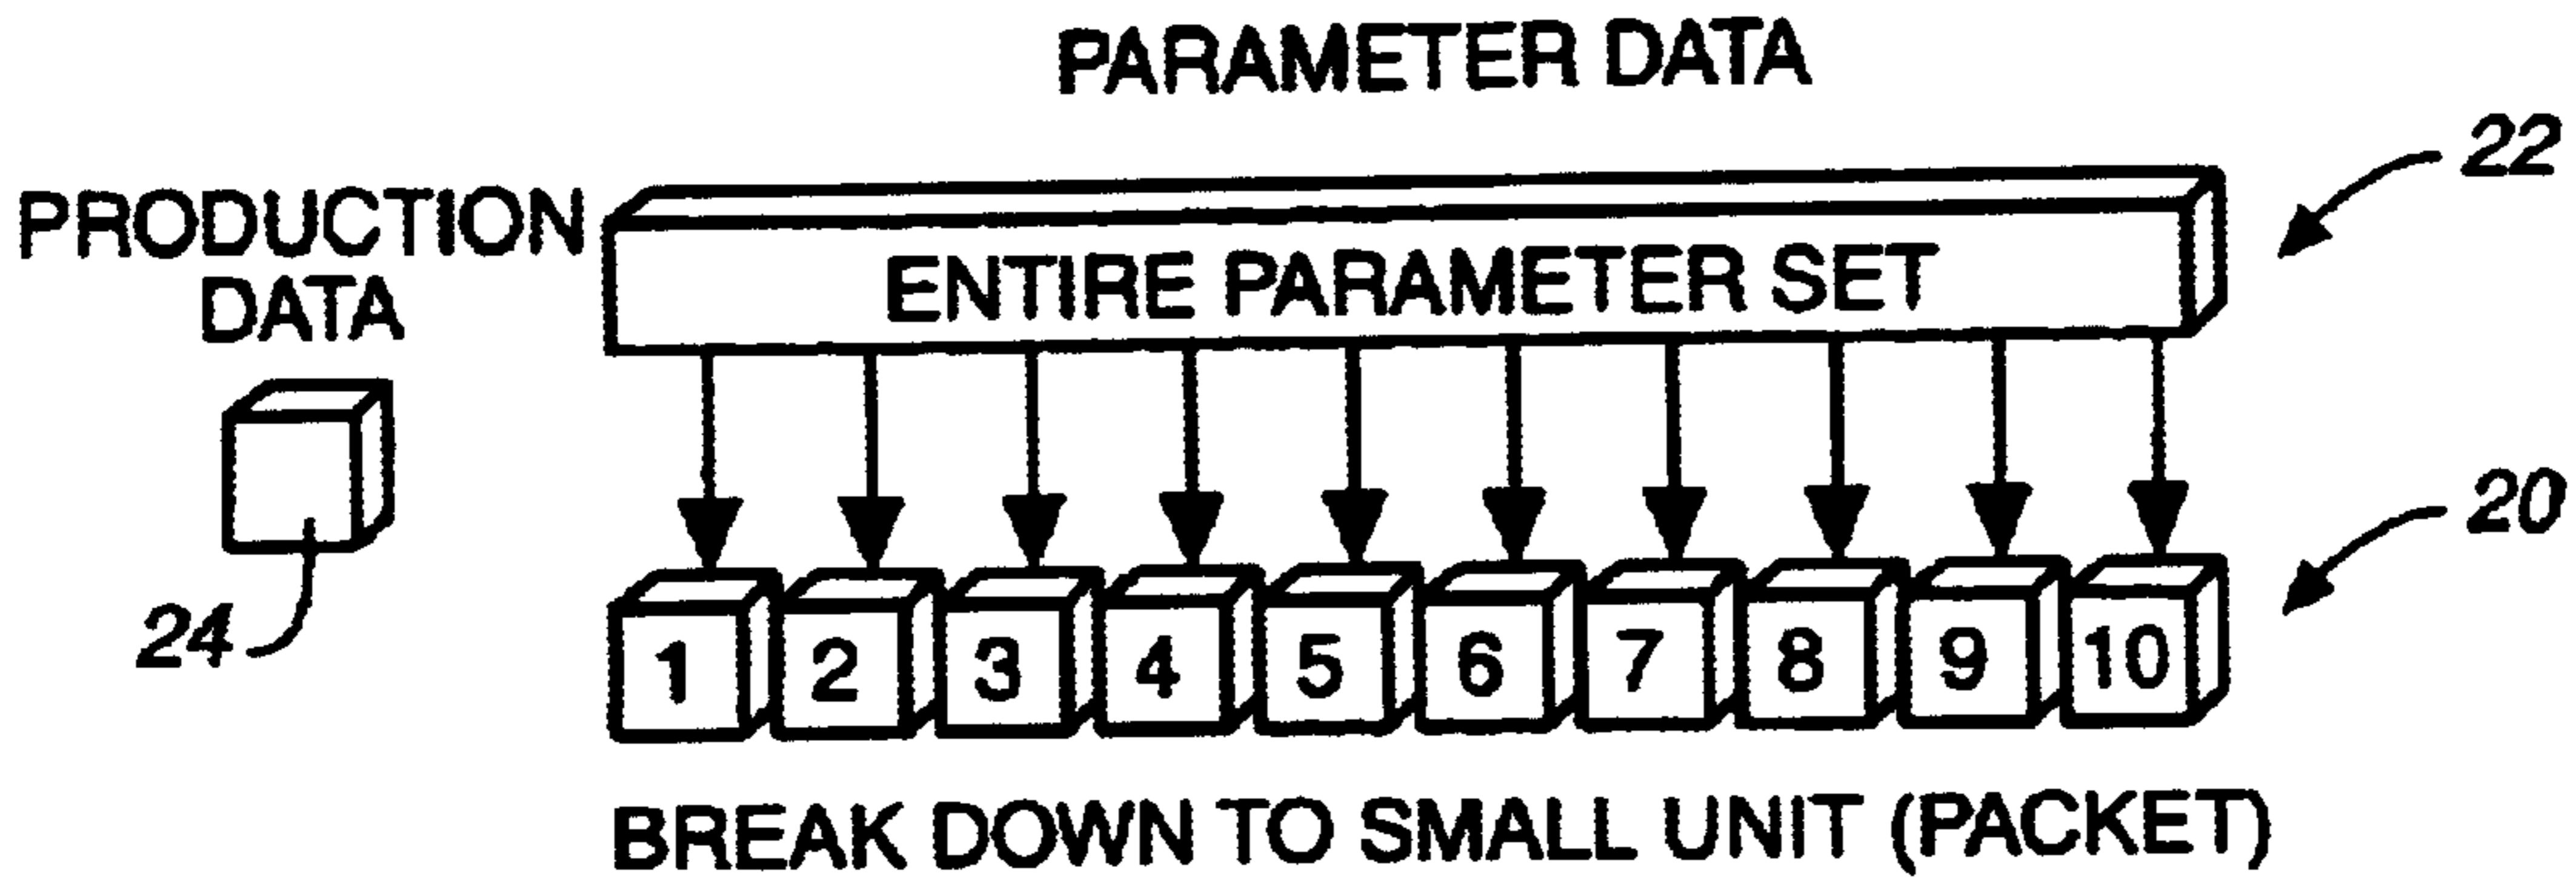 PARAMETER DATA
22
PRODUCTION
DATA
ENTIRE PARAMETER SET
24
20
1 2 3 4 5 6 7 8 9 10
BREAK DOWN TO SMALL UNIT (PACKET)